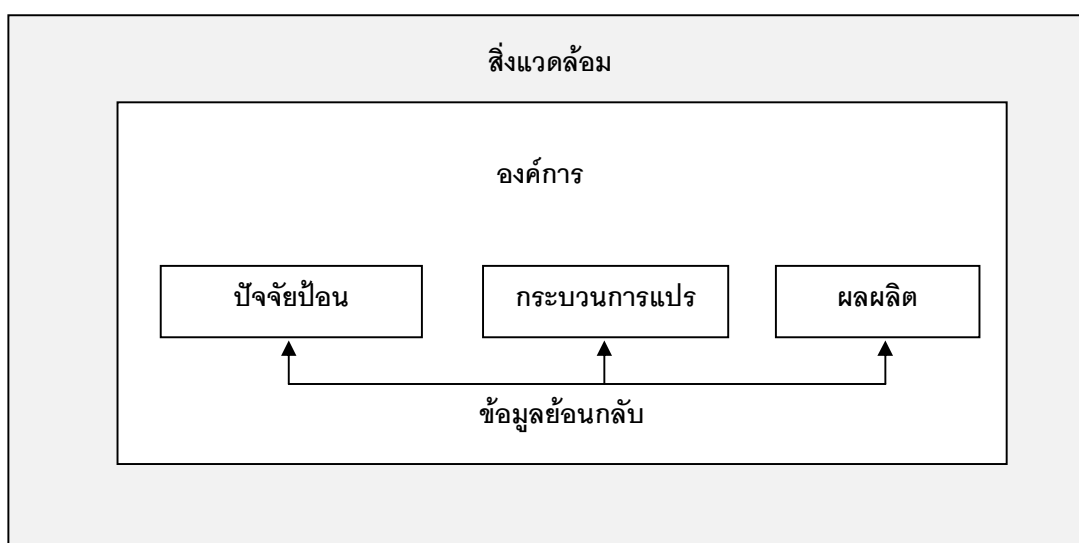 สิ่งแวดล้อม
องค์การ
ปัจจัยป้อน
กระบวนการแปร
ผลผลิต
ข้อมูลย้อนกลับ